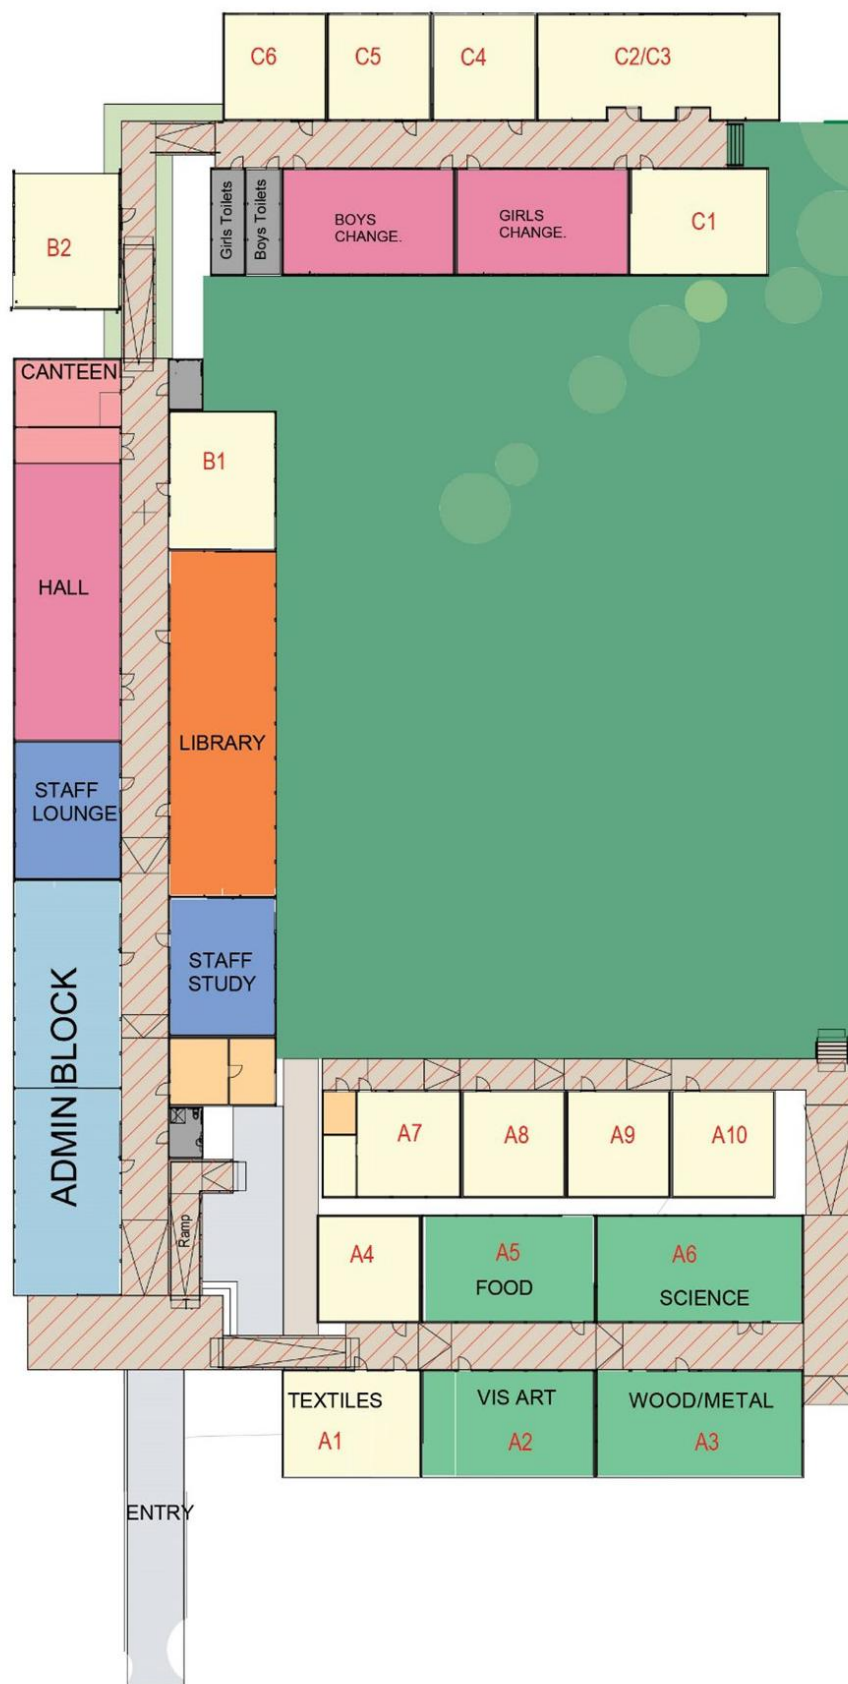 C6
C5
C4
C2/C3
Girls Toilets
Boys Toilets
BOYS
CHANGE.
GIRLS
CHANGE.
C1
B2
CANTEEN
B1
HALL
LIBRARY
STAFF
LOUNGE
STAFF
STUDY
ADMIN BLOCK
Ramp
A7
A8
A9
A10
A4
A5
FOOD
A6
SCIENCE
TEXTILES
A1
VIS ART
A2
WOOD/METAL
A3
ENTRY